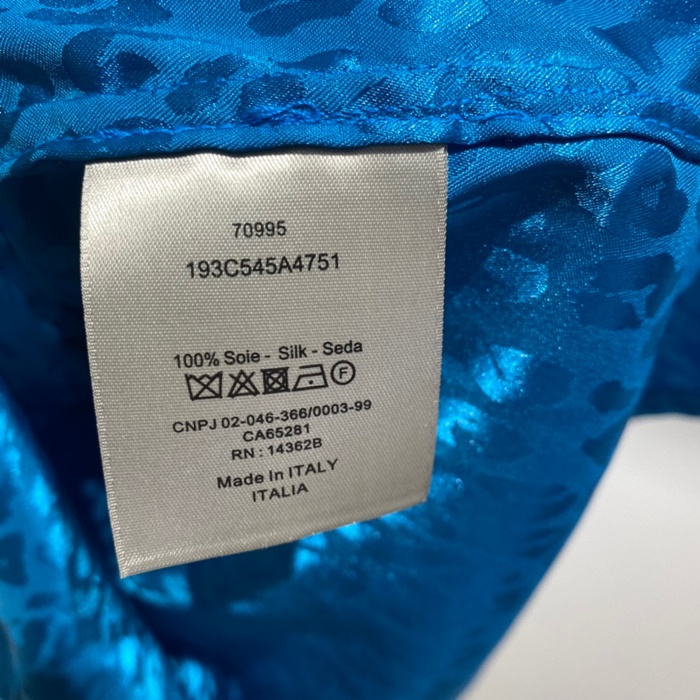 70995
193C545A4751
100% Soie - Silk - Seda
F
CNPJ 02-046-366/0003-99
CA65281
RN : 14362B
Made In ITALY
ITALIA